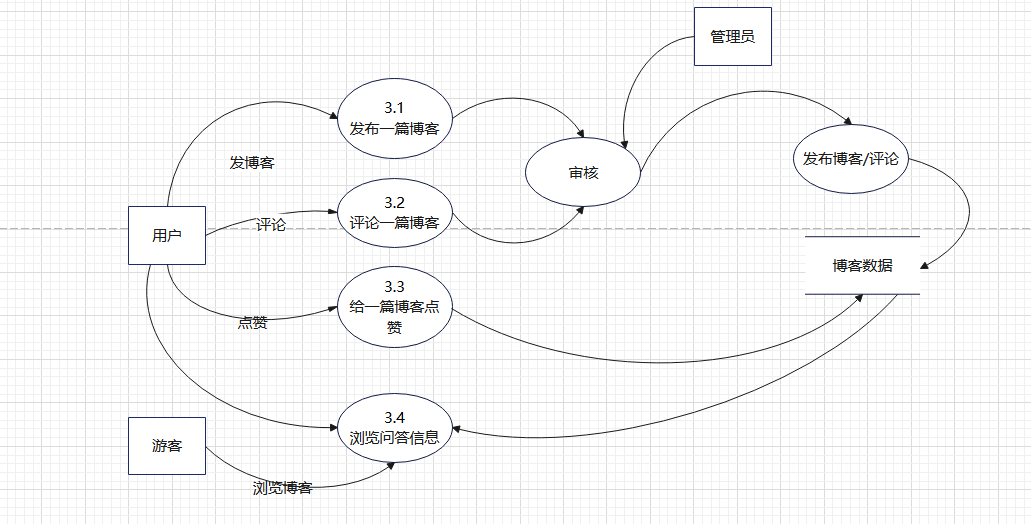 管理员
3.1
发布一篇博客
发博客
审核
发布博客/评论
3.2
评论一篇博客
评论
用户
博客数据
3.3
给一篇博客点
赞
点赞
3.4
浏览问答信息
游客
浏览博客